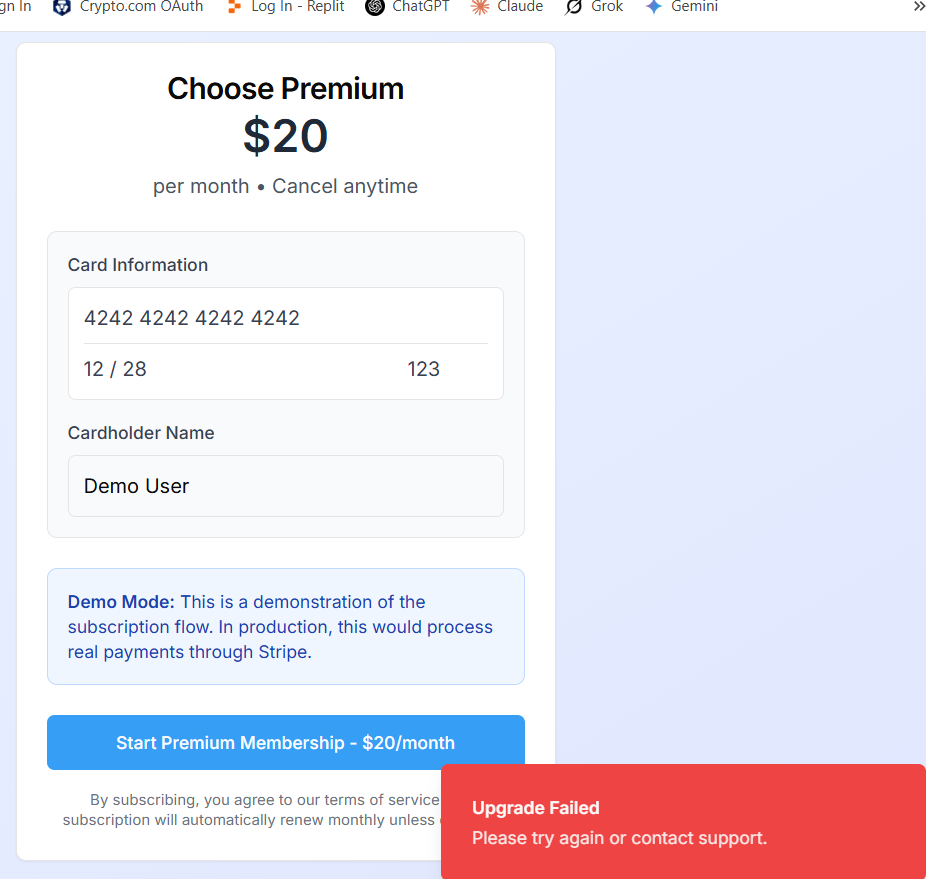 gn In Crypto.com OAuth Log In - Replit ChatGPT Claude Grok Gemini »
Choose Premium
$20
per month • Cancel anytime
Card Information
4242 4242 4242 4242
12 / 28 123
Cardholder Name
Demo User
Demo Mode: This is a demonstration of the
subscription flow. In production, this would process
real payments through Stripe.
Start Premium Membership - $20/month
By subscribing, you agree to our terms of service
subscription will automatically renew monthly unless
Upgrade Failed
Please try again or contact support.